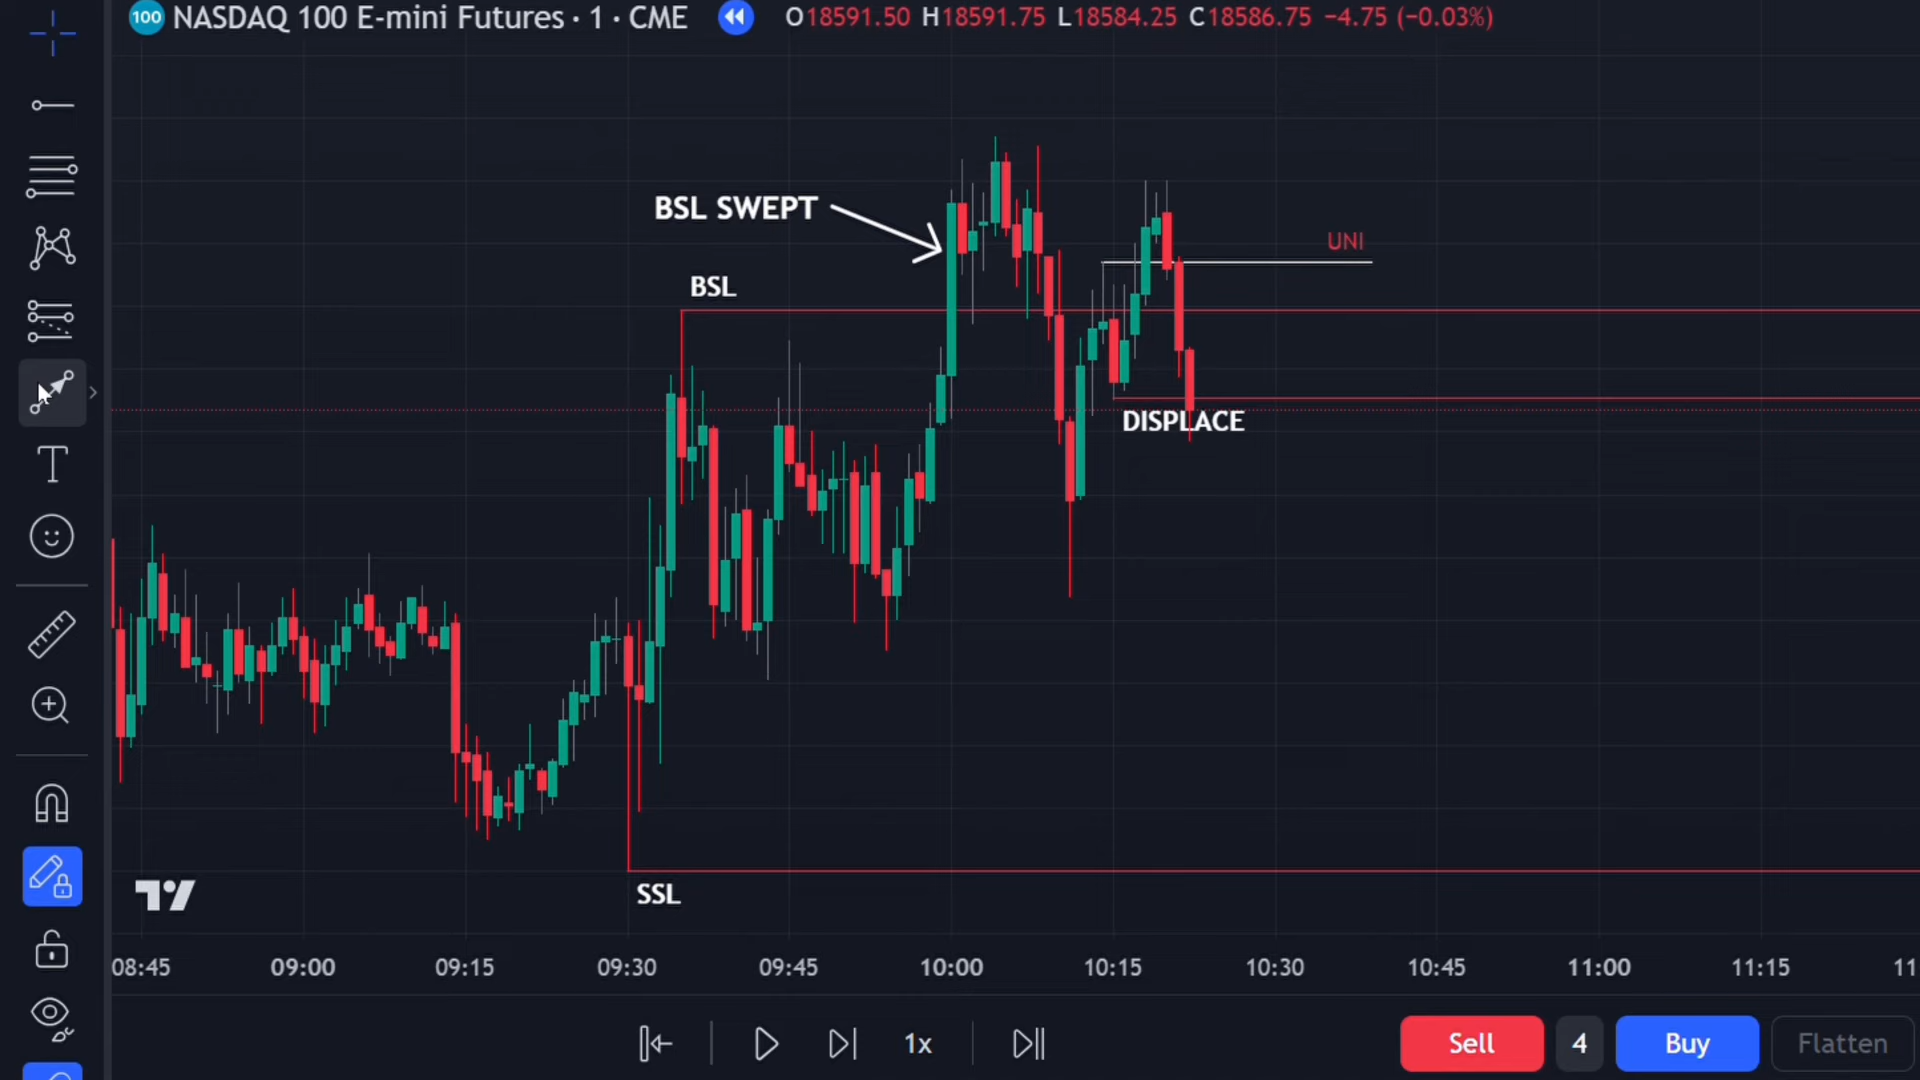 100 NASDAQ 100 E-mini Futures · 1 · CME O18591.50 H18591.75 L18584.25 C18586.75 −4.75 (−0.03%)
BSL SWEPT
UNI
BSL
DISPLACE
SSL
08:45 09:00 09:15 09:30 09:45 10:00 10:15 10:30 10:45 11:00 11:15 11
1x Sell 4 Buy Flatten